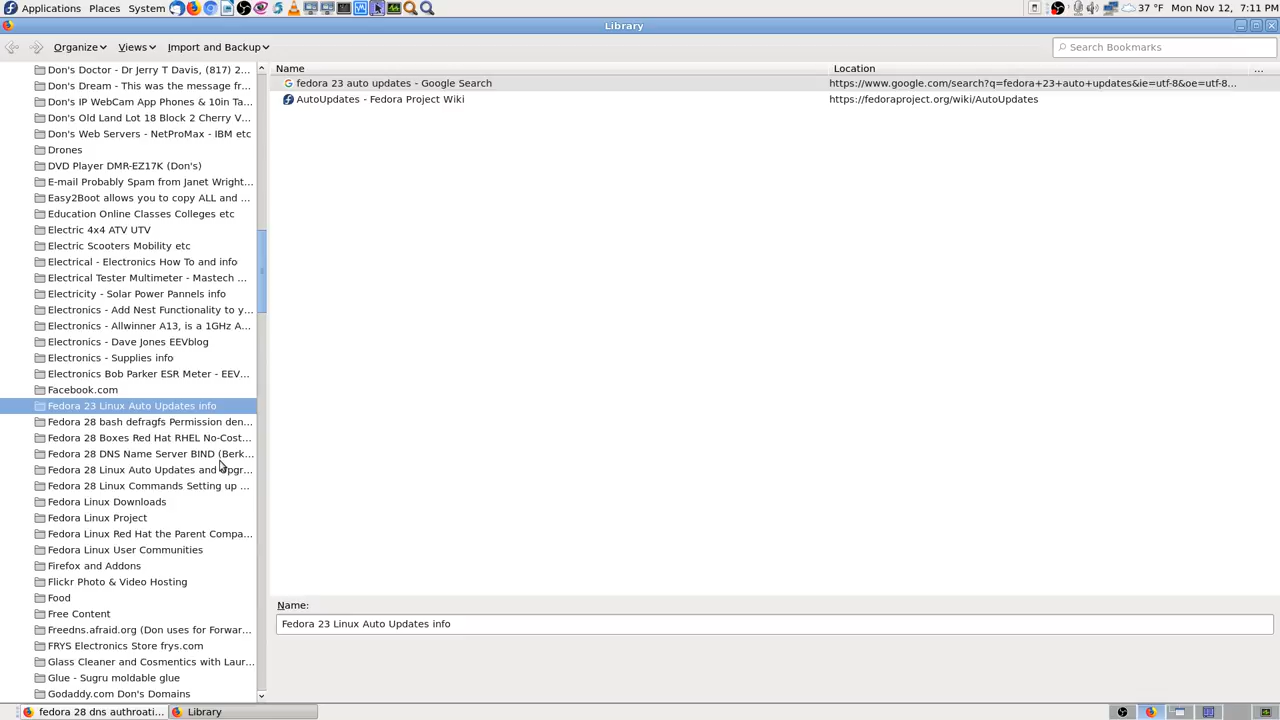 Applications Places System 37 °F Mon Nov 12, 7:11 PM
Library
Organize Views Import and Backup Search Bookmarks
Name Location ...
fedora 23 auto updates - Google Search https://www.google.com/search?q=fedora+23+auto+updates&ie=utf-8&oe=utf-8...
AutoUpdates - Fedora Project Wiki https://fedoraproject.org/wiki/AutoUpdates
Don's Doctor - Dr Jerry T Davis, (817) 2...
Don's Dream - This was the message fr...
Don's IP WebCam App Phones & 10in Ta...
Don's Old Land Lot 18 Block 2 Cherry V...
Don's Web Servers - NetProMax - IBM etc
Drones
DVD Player DMR-EZ17K (Don's)
E-mail Probably Spam from Janet Wright...
Easy2Boot allows you to copy ALL and ...
Education Online Classes Colleges etc
Electric 4x4 ATV UTV
Electric Scooters Mobility etc
Electrical - Electronics How To and info
Electrical Tester Multimeter - Mastech ...
Electricity - Solar Power Pannels info
Electronics - Add Nest Functionality to y...
Electronics - Allwinner A13, is a 1GHz A...
Electronics - Dave Jones EEVblog
Electronics - Supplies info
Electronics Bob Parker ESR Meter - EEV...
Facebook.com
Fedora 23 Linux Auto Updates info
Fedora 28 bash defragfs Permission den...
Fedora 28 Boxes Red Hat RHEL No-Cost...
Fedora 28 DNS Name Server BIND (Berk...
Fedora 28 Linux Auto Updates and Upgr...
Fedora 28 Linux Commands Setting up ...
Fedora Linux Downloads
Fedora Linux Project
Fedora Linux Red Hat the Parent Compa...
Fedora Linux User Communities
Firefox and Addons
Flickr Photo & Video Hosting
Food
Free Content
Freedns.afraid.org (Don uses for Forwar...
FRYS Electronics Store frys.com
Glass Cleaner and Cosmentics with Laur...
Glue - Sugru moldable glue
Godaddy.com Don's Domains
Name:
Fedora 23 Linux Auto Updates info
fedora 28 dns authroati... Library